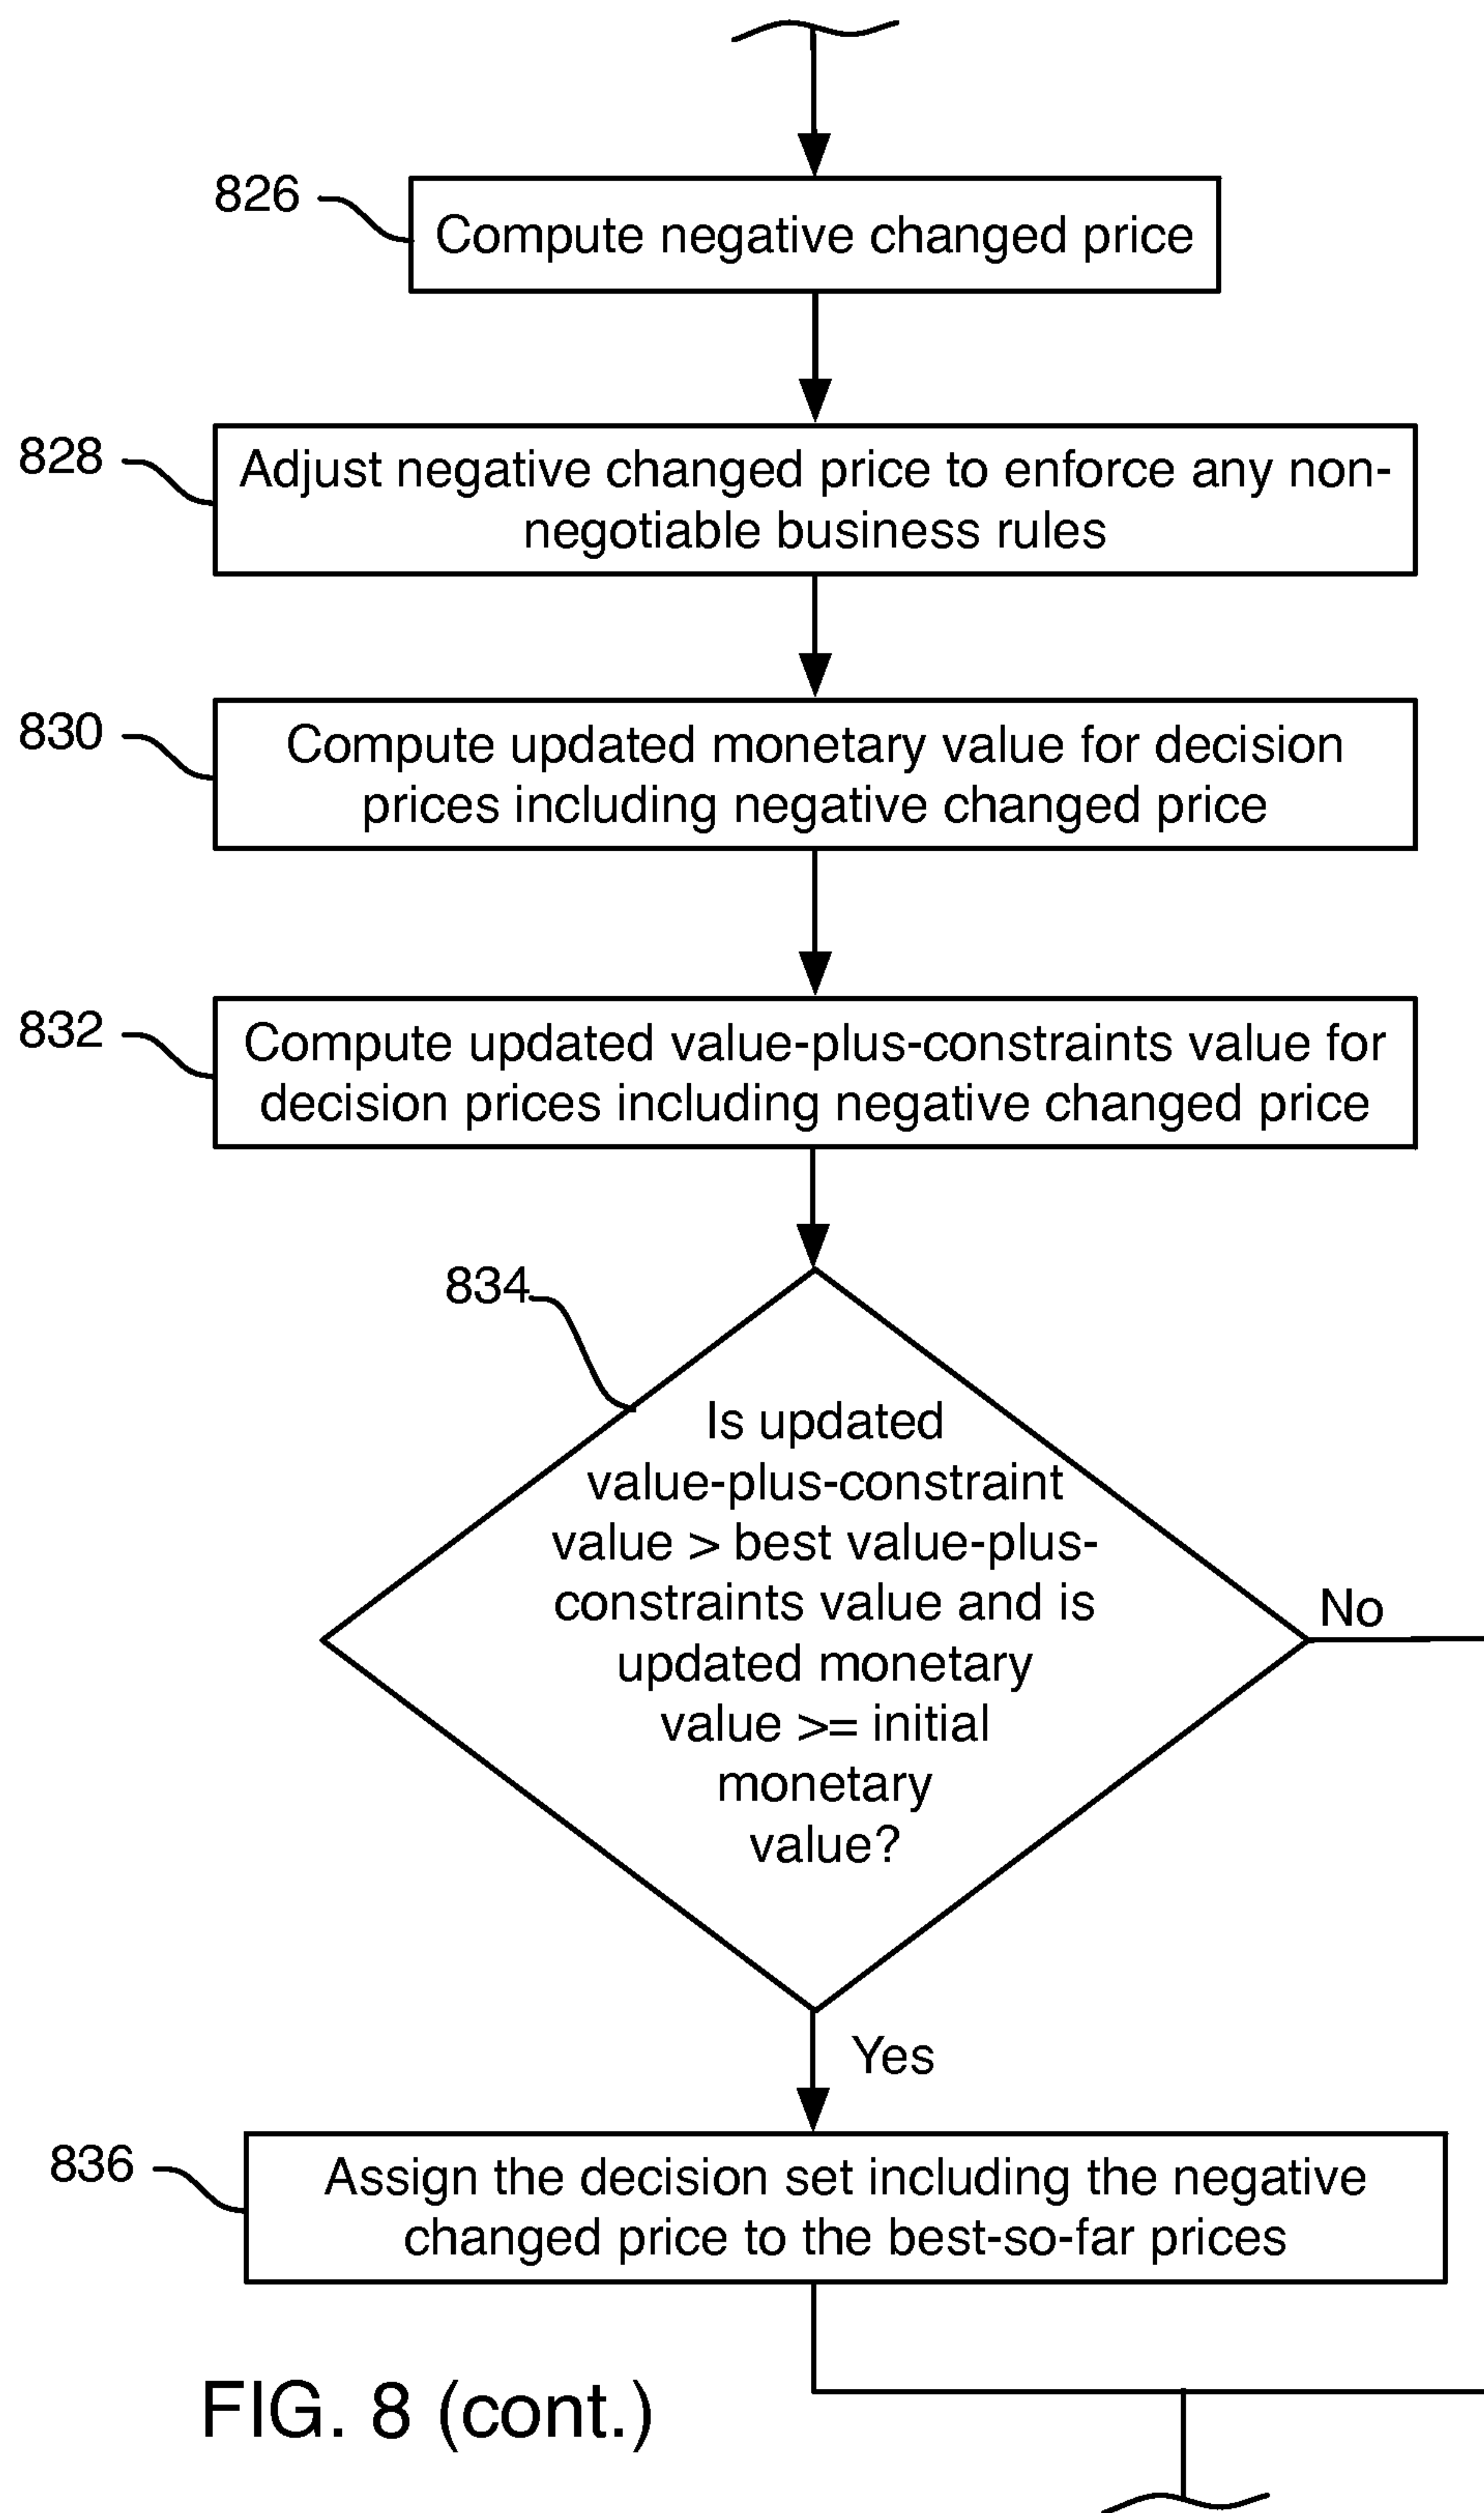 826
Compute negative changed price
828
Adjust negative changed price to enforce any non-
negotiable business rules
830
Compute updated monetary value for decision
prices including negative changed price
832
Compute updated value-plus-constraints value for
decision prices including negative changed price
834
Is updated
value-plus-constraint
value > best value-plus-
constraints value and is
updated monetary
value >= initial
monetary
value?
No
Yes
836
Assign the decision set including the negative
changed price to the best-so-far prices
FIG. 8 (cont.)